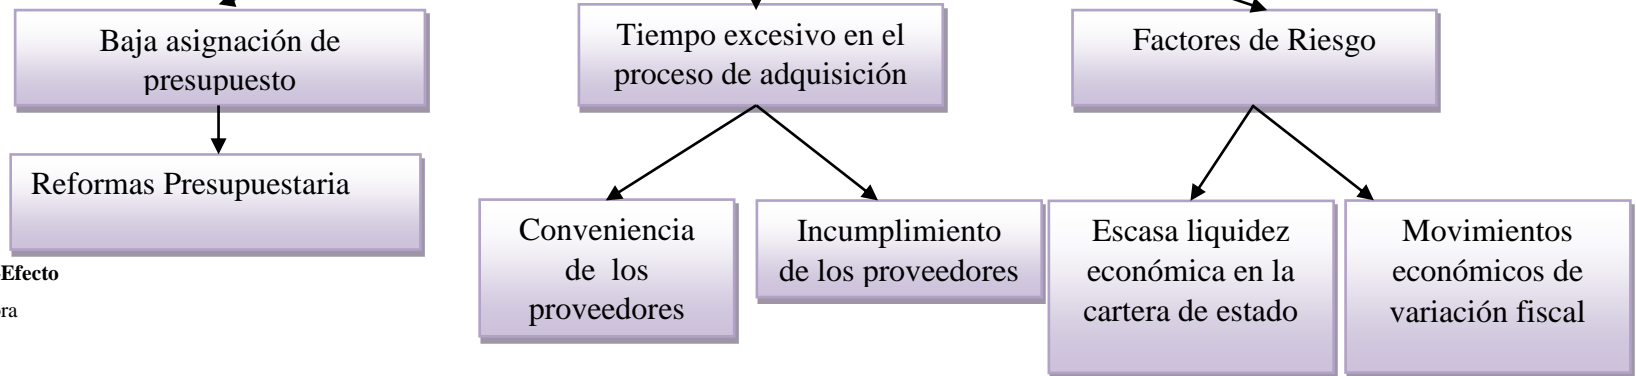 Baja asignación de
presupuesto
Tiempo excesivo en el
proceso de adquisición
Factores de Riesgo
Reformas Presupuestaria
Conveniencia
de los
proveedores
Incumplimiento
de los proveedores
Escasa liquidez
económica en la
cartera de estado
Movimientos
económicos de
variación fiscal
Efecto